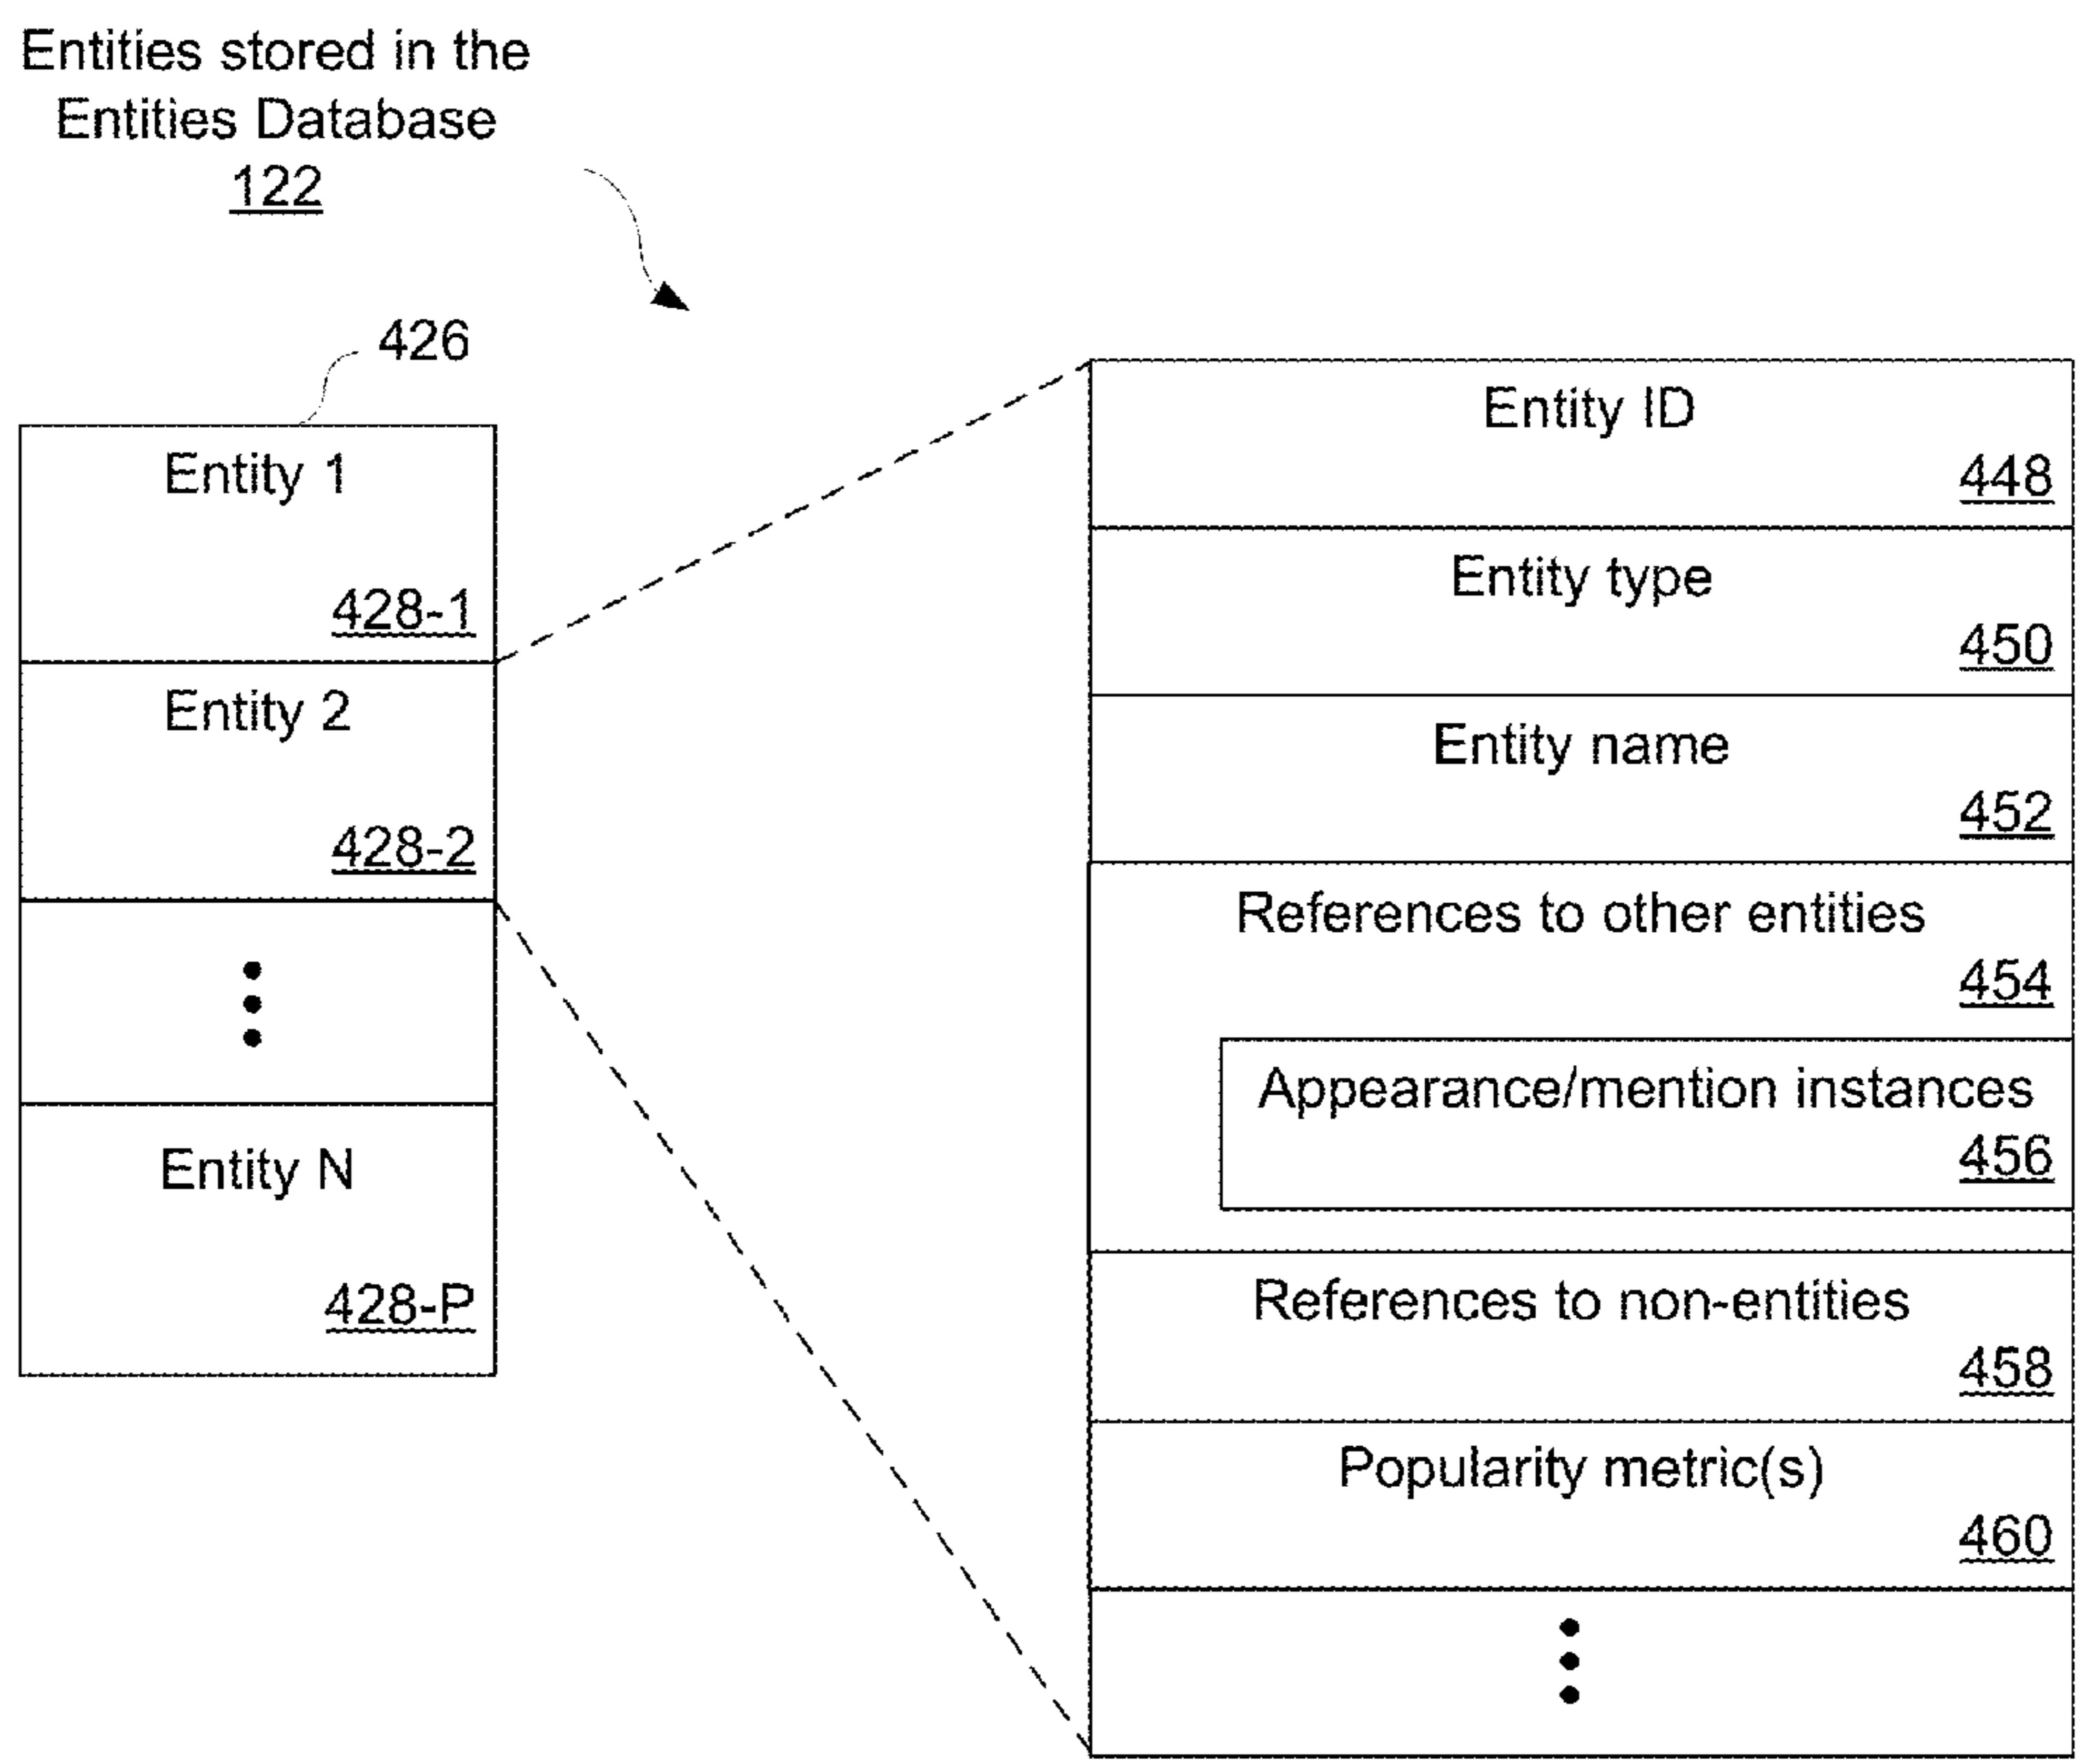 Entities stored in the
Entities Database
122
426
Entity 1
428-1
Entity 2
428-2
Entity N
428-P
Entity ID
448
Entity type
450
Entity name
452
References to other entities
454
Appearance/mention instances
456
References to non-entities
458
Popularity metric(s)
460